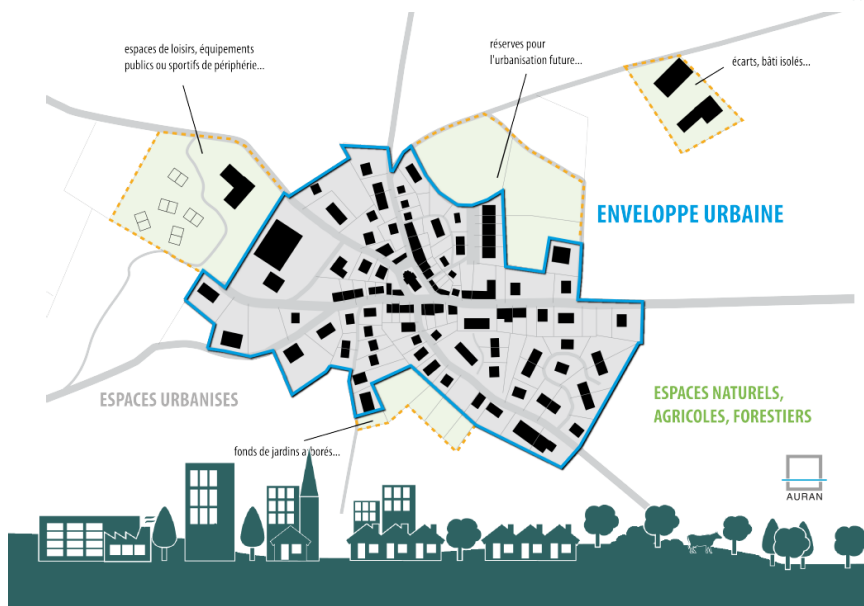 espaces de loisirs, équipements
publics ou sportifs de périphérie...
réserves pour
l'urbanisation future...
écarts, bâti isolés...
ENVELOPPE URBAINE
ESPACES URBANISES
ESPACES NATURELS,
AGRICOLES, FORESTIERS
fonds de jardins arborés...
AURAN